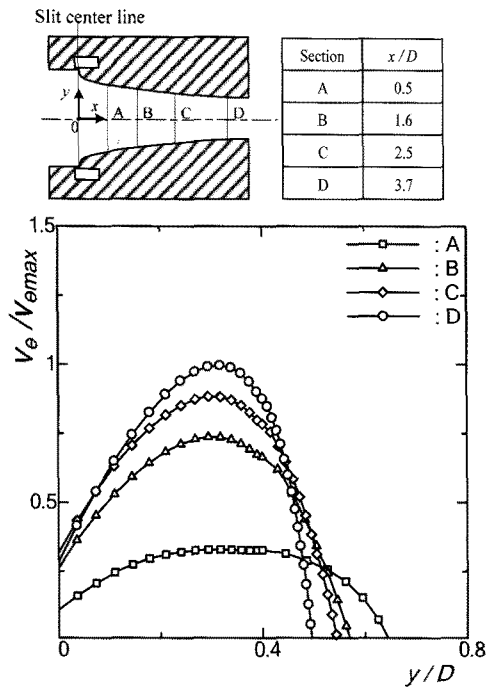 Slit center line
y
x
0
A
B
C
D
Section x/D
A 0.5
B 1.6
C 2.5
D 3.7
1.5
1
0.5
Vθ/Vθmax
: A
: B
: C
: D
0 0.4 0.8
y/D